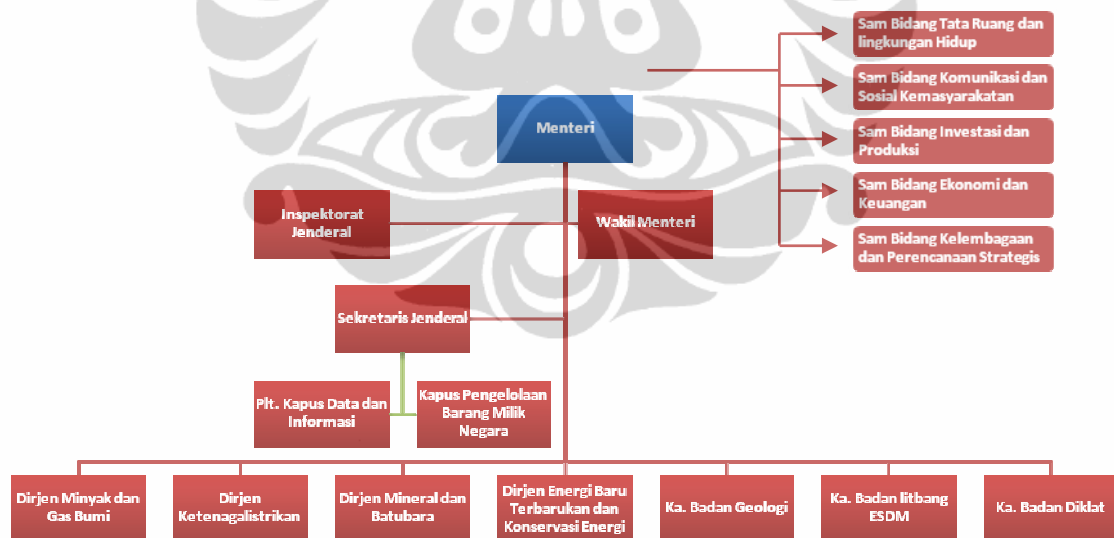 Sam Bidang Tata Ruang dan
lingkungan Hidup
Sam Bidang Komunikasi dan
Sosial Kemasyarakatan
Menteri
Sam Bidang Investasi dan
Produksi
Sam Bidang Ekonomi dan
Keuangan
Inspektorat
Jenderal
Wakil Menteri
Sam Bidang Kelembagaan
dan Perencanaan Strategis
Sekretaris Jenderal
Plt. Kapus Data dan
Informasi
Kapus Pengelolaan
Barang Milik
Negara
Dirjen Minyak dan
Gas Bumi
Dirjen
Ketenagalistrikan
Dirjen Mineral dan
Batubara
Dirjen Energi Baru
Terbarukan dan
Konservasi Energi
Ka. Badan Geologi
Ka. Badan litbang
ESDM
Ka. Badan Diklat